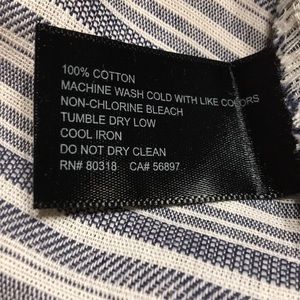 100% COTTON
MACHINE WASH COLD WITH LIKE COLORS
NON-CHLORINE BLEACH
TUMBLE DRY LOW
COOL IRON
DO NOT DRY CLEAN
RN# 80318 CA# 56897